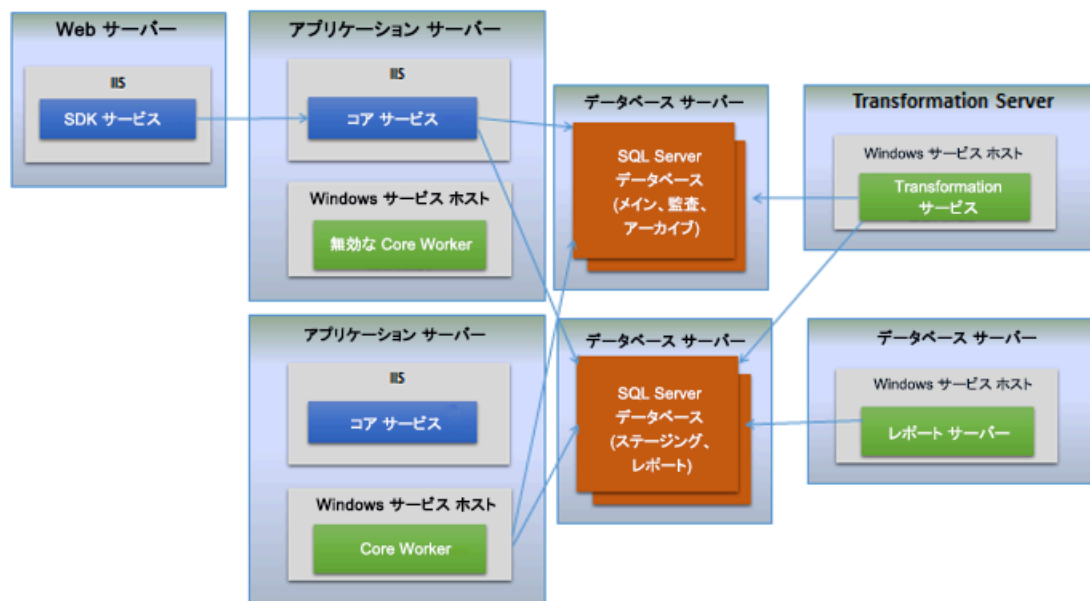 Web サーバー
IIS
SDK サービス
アプリケーション サーバー
IIS
コア サービス
Windows サービス ホスト
無効な Core Worker
アプリケーション サーバー
IIS
コア サービス
Windows サービス ホスト
Core Worker
データベース サーバー
SQL Server
データベース
(メイン、監査、
アーカイブ)
データベース サーバー
SQL Server
データベース
(ステージング、
レポート)
Transformation Server
Windows サービス ホスト
Transformation
サービス
データベース サーバー
Windows サービス ホスト
レポート サーバー